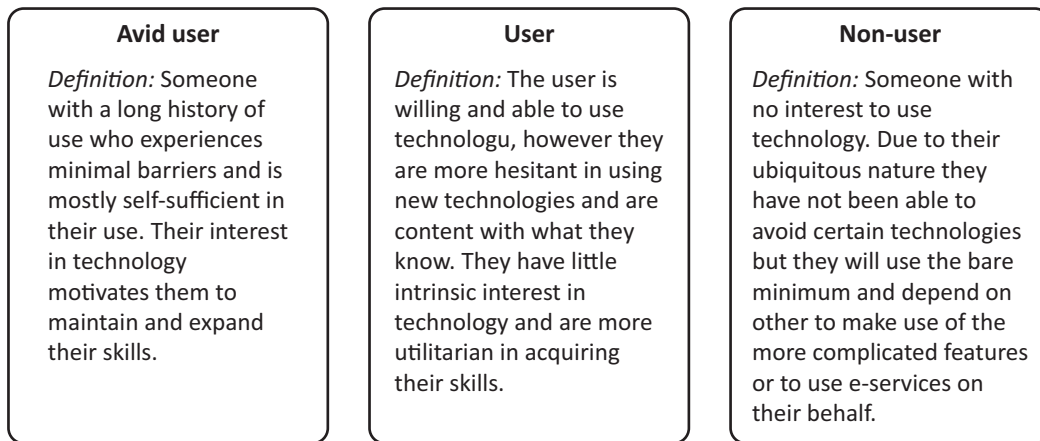 Avid user
Definition: Someone
with a long history of
use who experiences
minimal barriers and is
mostly self-sufficient in
their use. Their interest
in technology
motivates them to
maintain and expand
their skills.
User
Definition: The user is
willing and able to use
technologu, however they
are more hesitant in using
new technologies and are
content with what they
know. They have little
intrinsic interest in
technology and are more
utilitarian in acquiring
their skills.
Non-user
Definition: Someone with
no interest to use
technology. Due to their
ubiquitous nature they
have not been able to
avoid certain technologies
but they will use the bare
minimum and depend on
other to make use of the
more complicated features
or to use e-services on
their behalf.